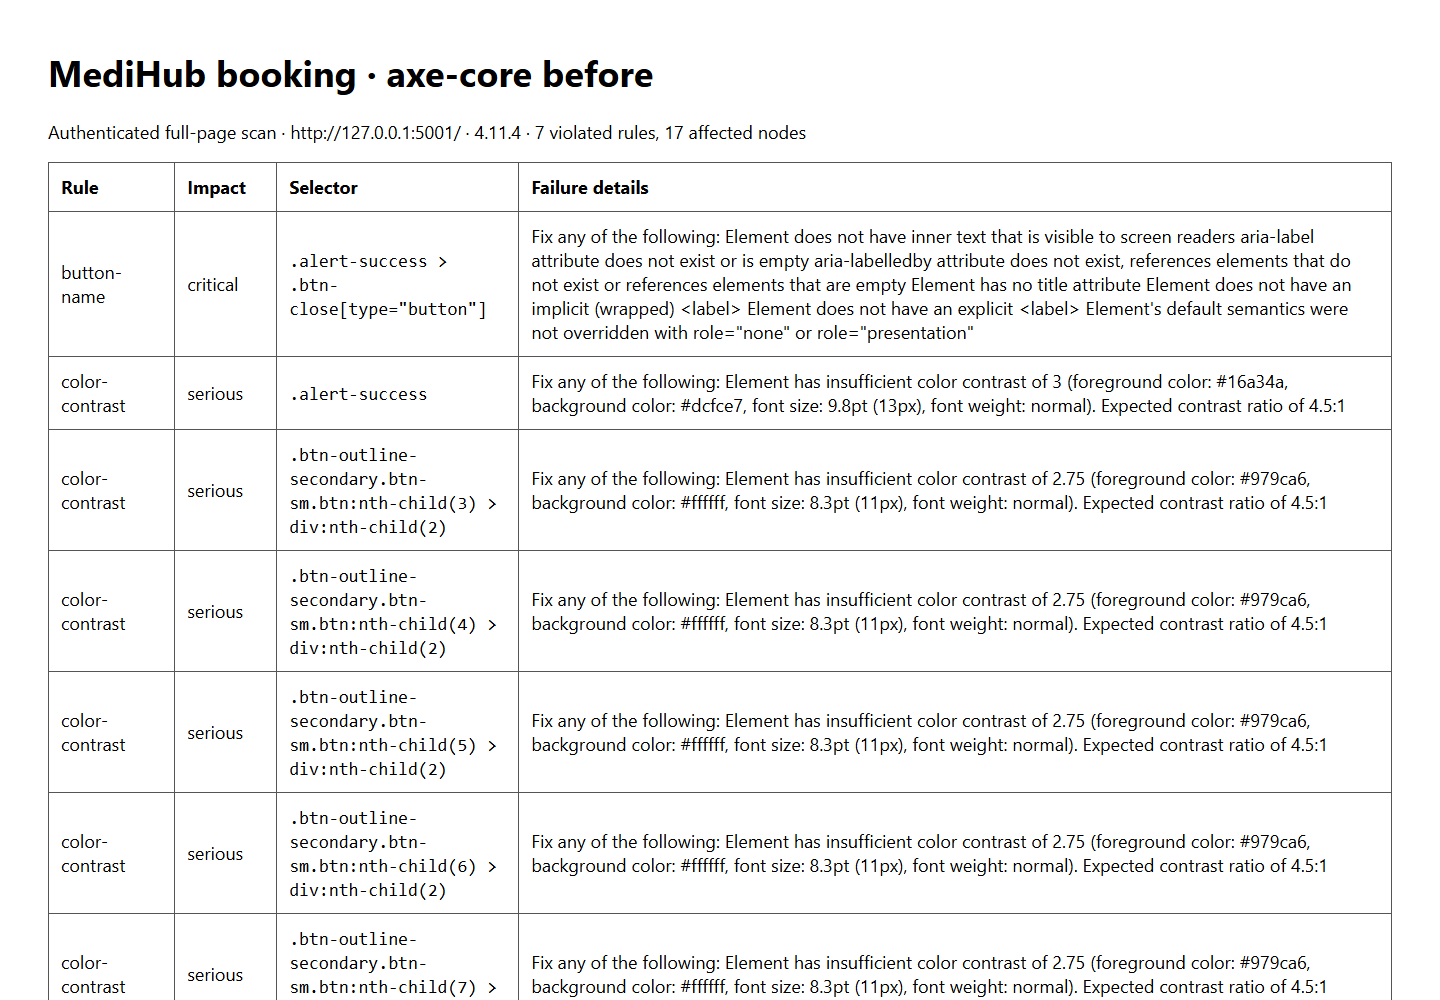 MediHub booking · axe-core before
Authenticated full-page scan · http://127.0.0.1:5001/ · 4.11.4 · 7 violated rules, 17 affected nodes
Rule Impact Selector Failure details
button-
name
critical
.alert-success >
.btn-
close[type="button"]
Fix any of the following: Element does not have inner text that is visible to screen readers aria-label
attribute does not exist or is empty aria-labelledby attribute does not exist, references elements that do
not exist or references elements that are empty Element has no title attribute Element does not have an
implicit (wrapped) <label> Element does not have an explicit <label> Element's default semantics were
not overridden with role="none" or role="presentation"
color-
contrast
serious
.alert-success
Fix any of the following: Element has insufficient color contrast of 3 (foreground color: #16a34a,
background color: #dcfce7, font size: 9.8pt (13px), font weight: normal). Expected contrast ratio of 4.5:1
color-
contrast
serious
.btn-outline-
secondary.btn-
sm.btn:nth-child(3) >
div:nth-child(2)
Fix any of the following: Element has insufficient color contrast of 2.75 (foreground color: #979ca6,
background color: #ffffff, font size: 8.3pt (11px), font weight: normal). Expected contrast ratio of 4.5:1
color-
contrast
serious
.btn-outline-
secondary.btn-
sm.btn:nth-child(4) >
div:nth-child(2)
Fix any of the following: Element has insufficient color contrast of 2.75 (foreground color: #979ca6,
background color: #ffffff, font size: 8.3pt (11px), font weight: normal). Expected contrast ratio of 4.5:1
color-
contrast
serious
.btn-outline-
secondary.btn-
sm.btn:nth-child(5) >
div:nth-child(2)
Fix any of the following: Element has insufficient color contrast of 2.75 (foreground color: #979ca6,
background color: #ffffff, font size: 8.3pt (11px), font weight: normal). Expected contrast ratio of 4.5:1
color-
contrast
serious
.btn-outline-
secondary.btn-
sm.btn:nth-child(6) >
div:nth-child(2)
Fix any of the following: Element has insufficient color contrast of 2.75 (foreground color: #979ca6,
background color: #ffffff, font size: 8.3pt (11px), font weight: normal). Expected contrast ratio of 4.5:1
color-
contrast
serious
.btn-outline-
secondary.btn-
sm.btn:nth-child(7) >
Fix any of the following: Element has insufficient color contrast of 2.75 (foreground color: #979ca6,
background color: #ffffff, font size: 8.3pt (11px), font weight: normal). Expected contrast ratio of 4.5:1